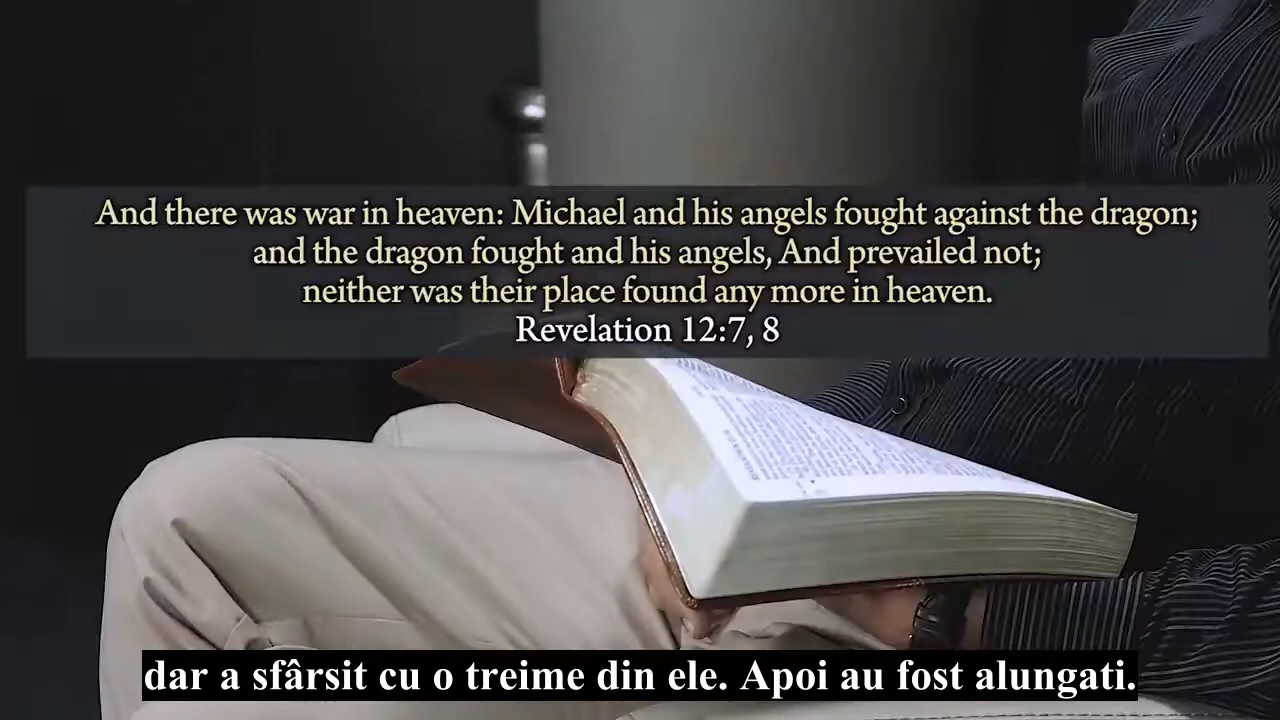 And there was war in heaven: Michael and his angels fought against the dragon;
and the dragon fought and his angels, And prevailed not;
neither was their place found any more in heaven.
Revelation 12:7, 8
dar a sfârsit cu o treime din ele. Apoi au fost alungati.